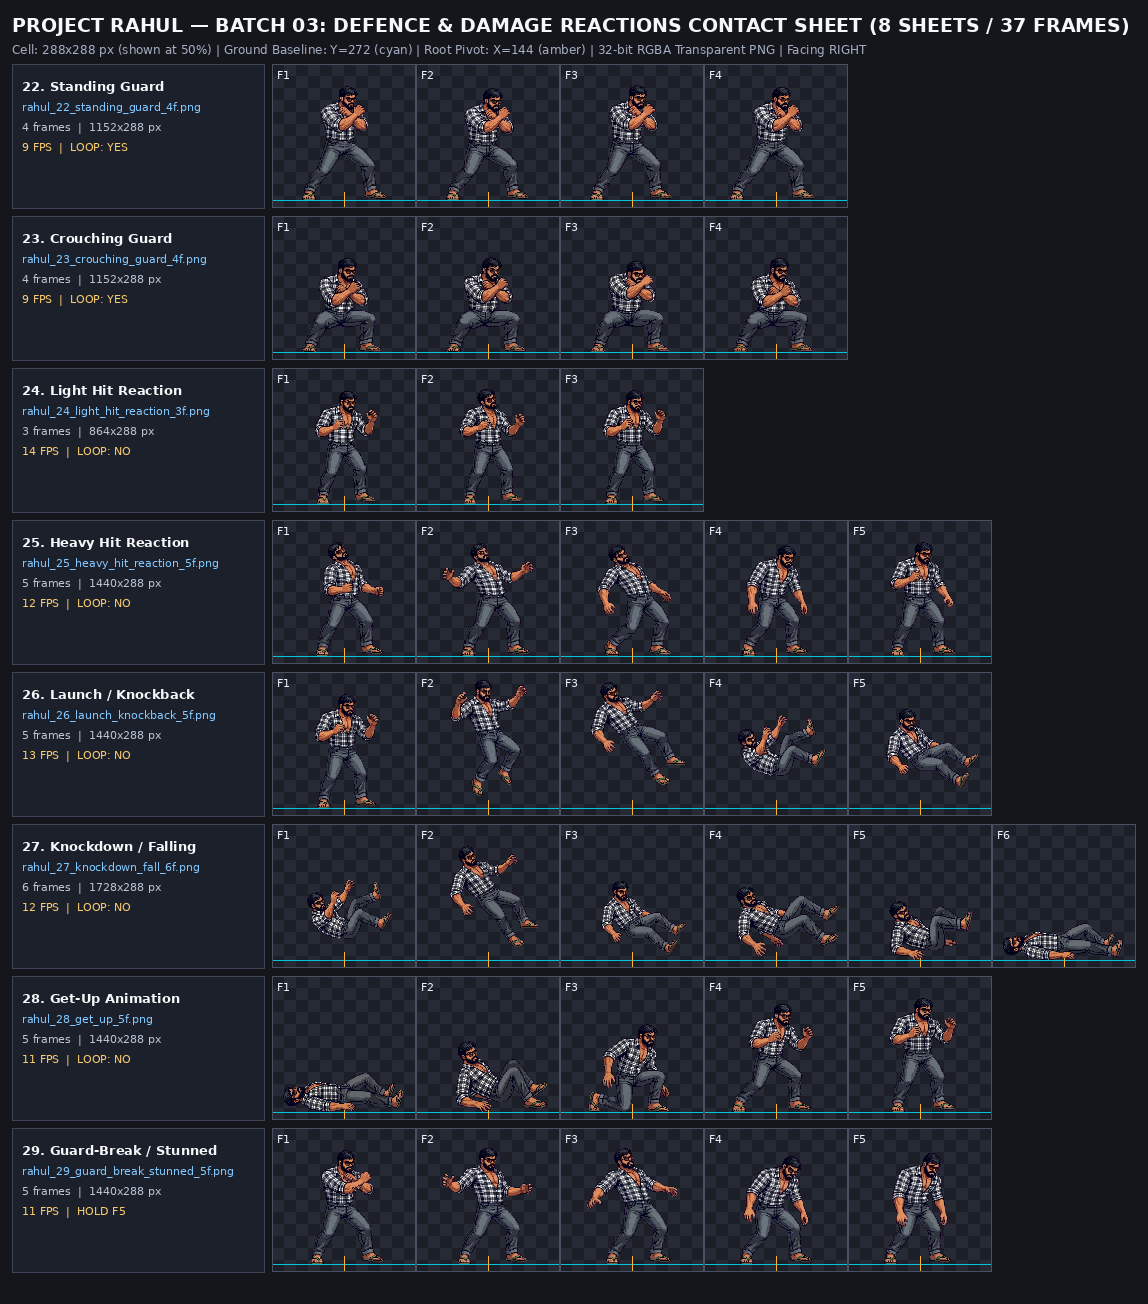 PROJECT RAHUL — BATCH 03: DEFENCE & DAMAGE REACTIONS CONTACT SHEET (8 SHEETS / 37 FRAMES)
Cell: 288x288 px (shown at 50%) | Ground Baseline: Y=272 (cyan) | Root Pivot: X=144 (amber) | 32-bit RGBA Transparent PNG | Facing RIGHT
22. Standing Guard
rahul_22_standing_guard_4f.png
4 frames | 1152x288 px
9 FPS | LOOP: YES
F1 F2 F3 F4
23. Crouching Guard
rahul_23_crouching_guard_4f.png
4 frames | 1152x288 px
9 FPS | LOOP: YES
F1 F2 F3 F4
24. Light Hit Reaction
rahul_24_light_hit_reaction_3f.png
3 frames | 864x288 px
14 FPS | LOOP: NO
F1 F2 F3
25. Heavy Hit Reaction
rahul_25_heavy_hit_reaction_5f.png
5 frames | 1440x288 px
12 FPS | LOOP: NO
F1 F2 F3 F4 F5
26. Launch / Knockback
rahul_26_launch_knockback_5f.png
5 frames | 1440x288 px
13 FPS | LOOP: NO
F1 F2 F3 F4 F5
27. Knockdown / Falling
rahul_27_knockdown_fall_6f.png
6 frames | 1728x288 px
12 FPS | LOOP: NO
F1 F2 F3 F4 F5 F6
28. Get-Up Animation
rahul_28_get_up_5f.png
5 frames | 1440x288 px
11 FPS | LOOP: NO
F1 F2 F3 F4 F5
29. Guard-Break / Stunned
rahul_29_guard_break_stunned_5f.png
5 frames | 1440x288 px
11 FPS | HOLD F5
F1 F2 F3 F4 F5